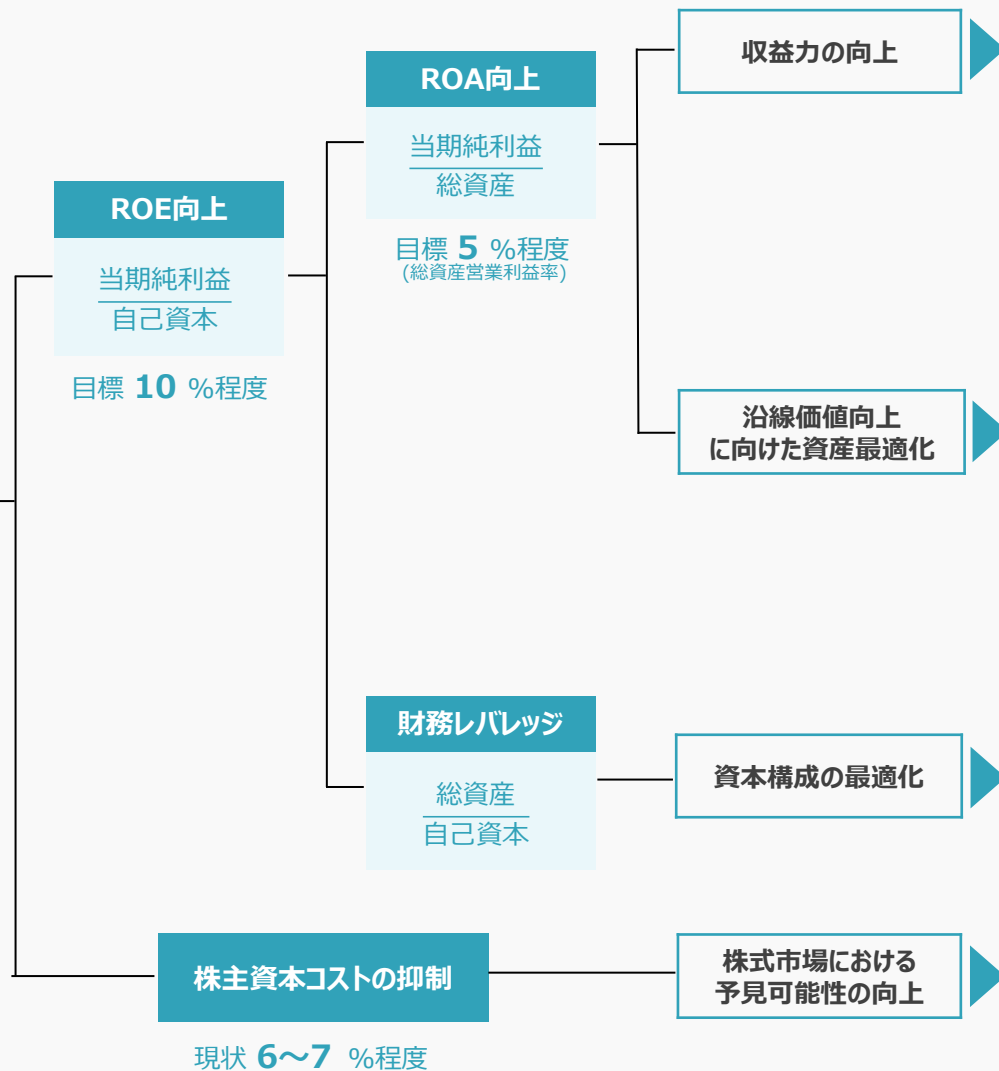 ROE向上
当期純利益
自己資本
目標 10 %程度
ROA向上
当期純利益
総資産
目標 5 %程度
(総資産営業利益率)
収益力の向上
沿線価値向上
に向けた資産最適化
財務レバレッジ
総資産
自己資本
資本構成の最適化
株主資本コストの抑制
現状 6～7 %程度
株式市場における
予見可能性の向上